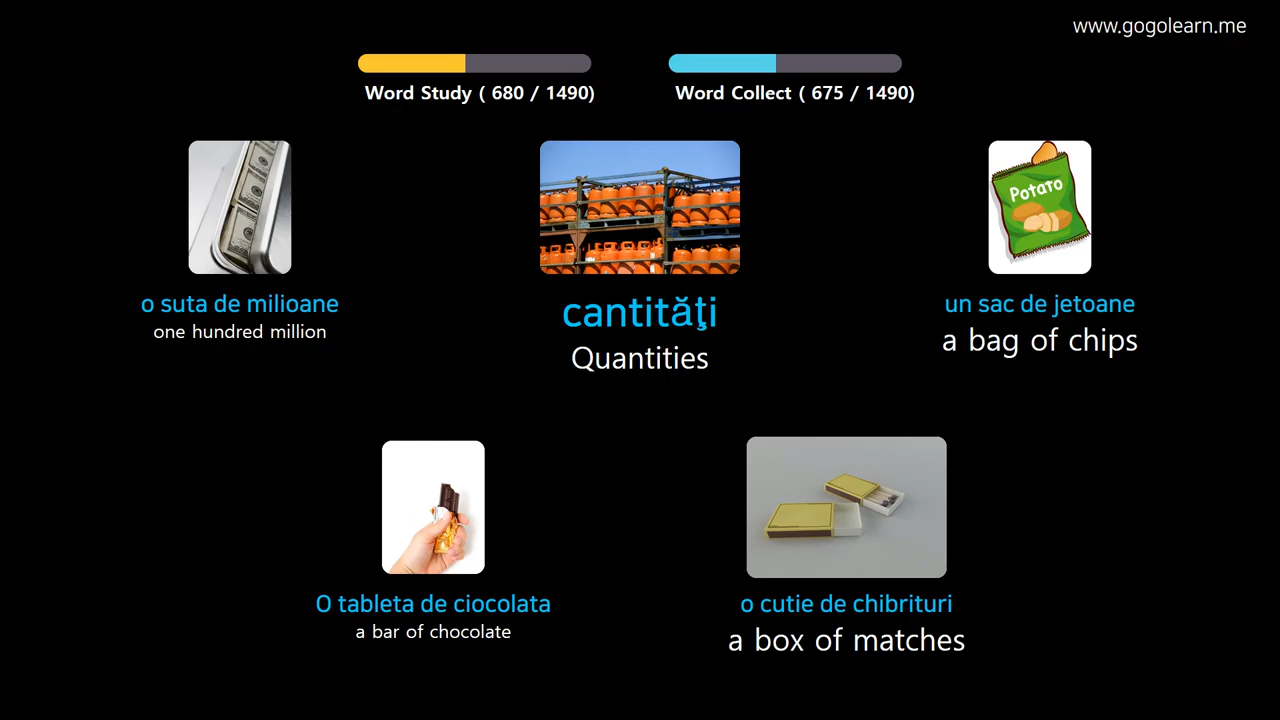 www.gogolearn.me
Word Study ( 680 / 1490)
Word Collect ( 675 / 1490)
Potato
o suta de milioane
one hundred million
cantităţi
Quantities
un sac de jetoane
a bag of chips
O tableta de ciocolata
a bar of chocolate
o cutie de chibrituri
a box of matches